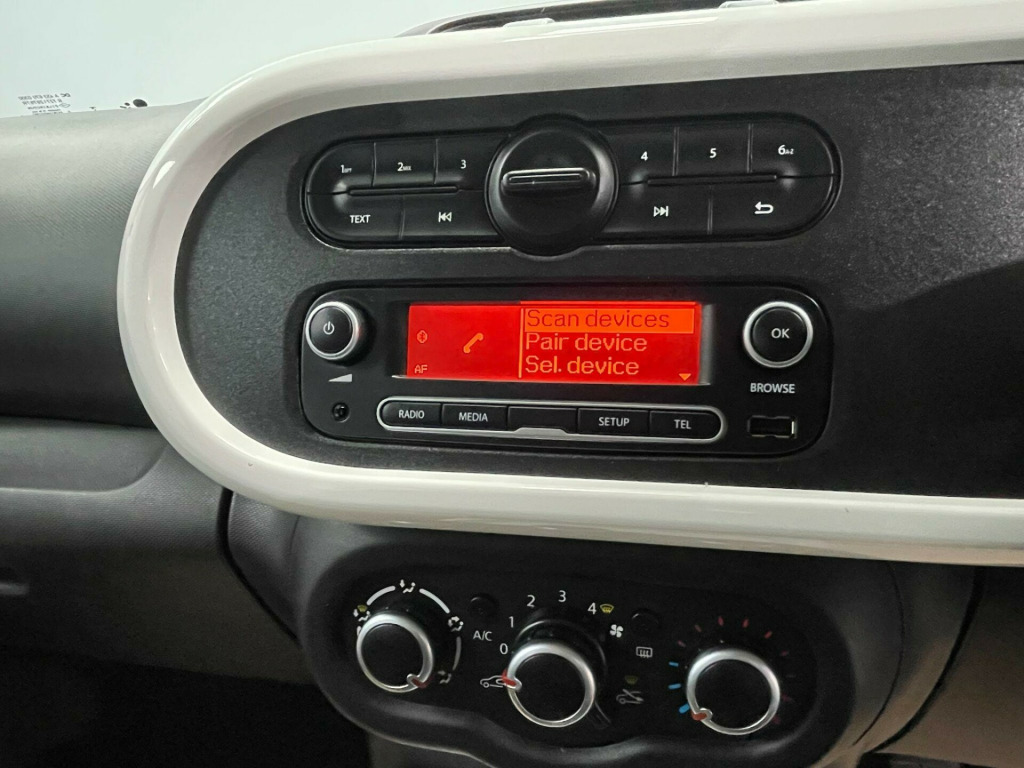 1 2 3 4 5 6
TEXT
Scan devices
Pair device
Sel. device
AF
OK
BROWSE
RADIO MEDIA SETUP TEL
A/C 0 1 2 3 4